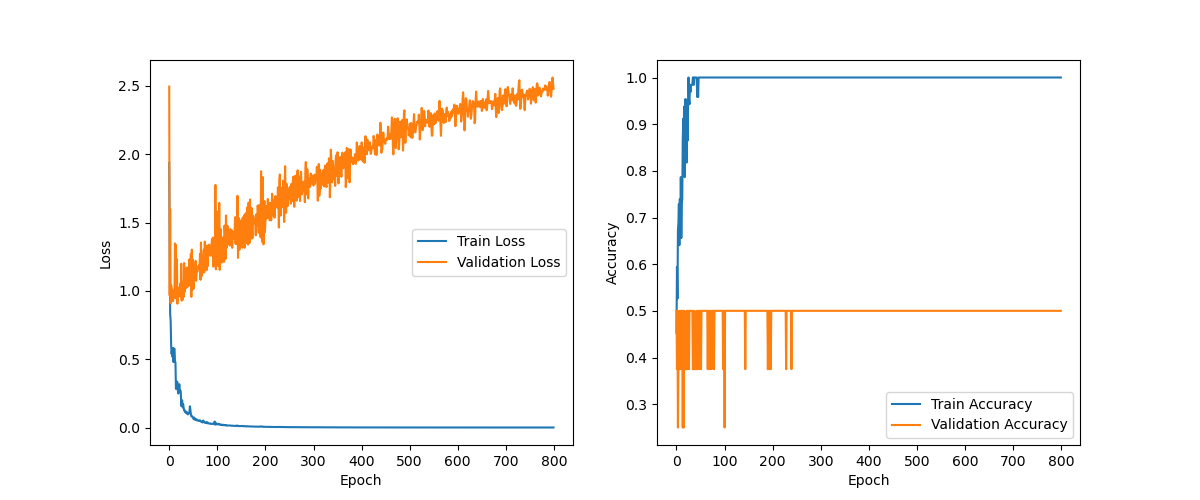 2.5
2.0
1.5
1.0
0.5
0.0
Loss
0 100 200 300 400 500 600 700 800
Epoch
Train Loss
Validation Loss
1.0
0.9
0.8
0.7
0.6
0.5
0.4
0.3
Accuracy
0 100 200 300 400 500 600 700 800
Epoch
Train Accuracy
Validation Accuracy